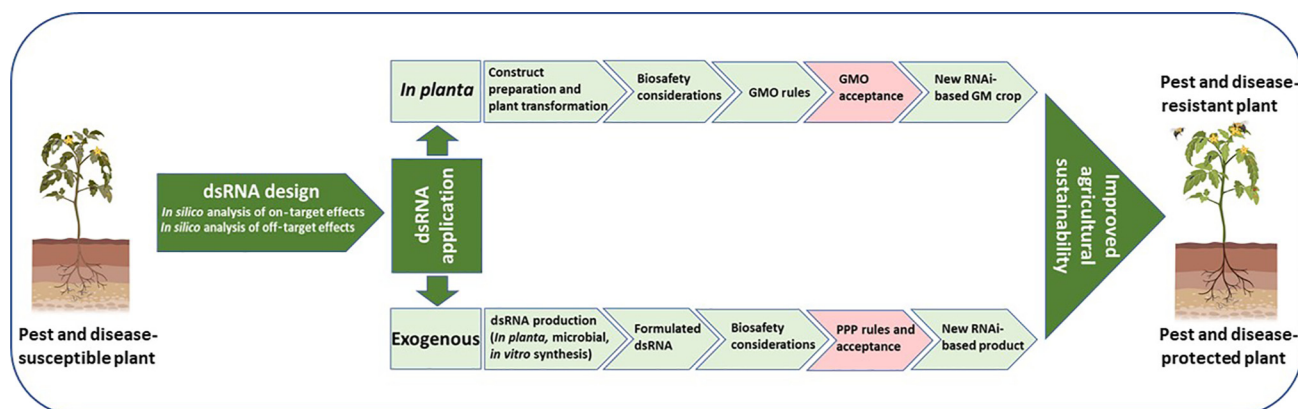 Pest and disease-
susceptible plant
dsRNA design
In silico analysis of on-target effects
In silico analysis of off-target effects
dsRNA
application
In planta
Construct
preparation and
plant transformation
Biosafety
considerations
GMO rules
GMO
acceptance
New RNAi-
based GM crop
Exogenous
dsRNA production
(In planta, microbial,
in vitro synthesis)
Formulated
dsRNA
Biosafety
considerations
PPP rules and
acceptance
New RNAi-
based product
Improved
agricultural
sustainability
Pest and disease-
resistant plant
Pest and disease-
protected plant